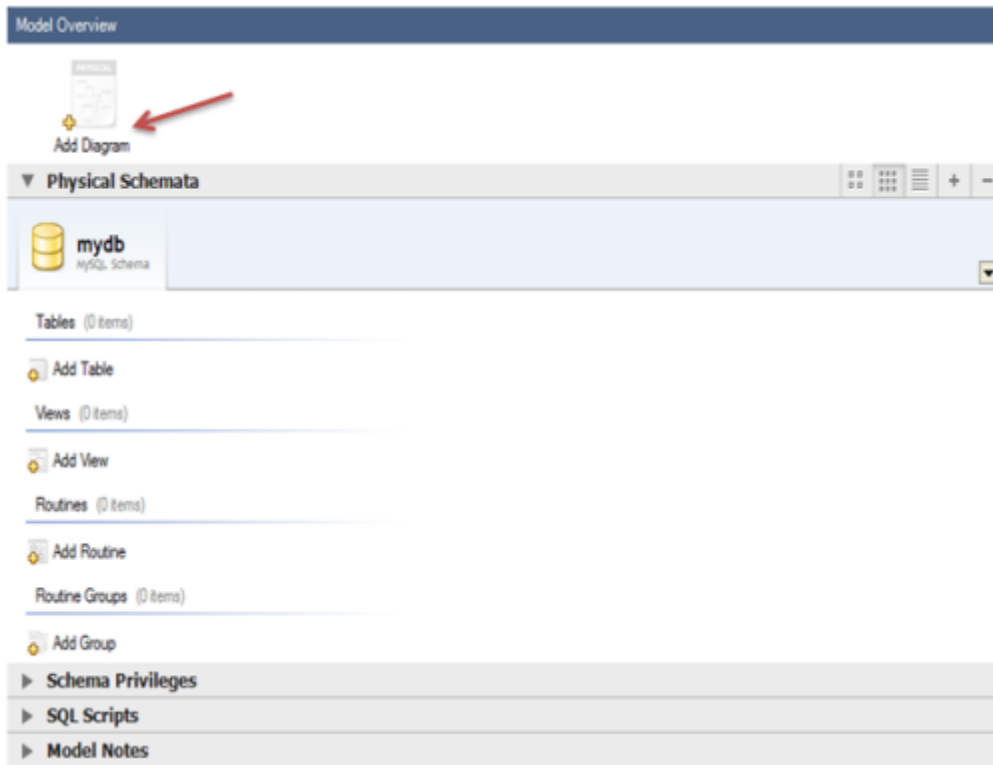 Model Overview
PHYSICAL
Add Diagram
Physical Schemata
mydb
MySQL Schema
Tables (0 items)
Add Table
Views (0 items)
Add View
Routines (0 items)
Add Routine
Routine Groups (0 items)
Add Group
Schema Privileges
SQL Scripts
Model Notes